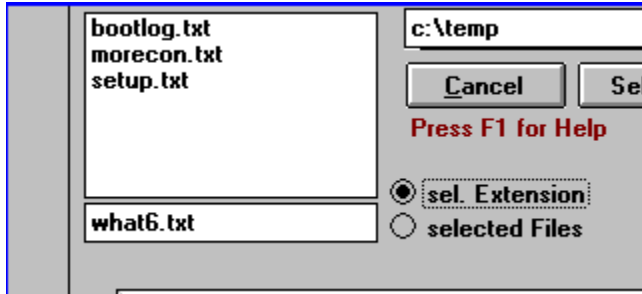 bootlog.txt
morecon.txt
setup.txt
what6.txt
c:\temp
Cancel
Press F1 for Help
sel. Extension
selected Files